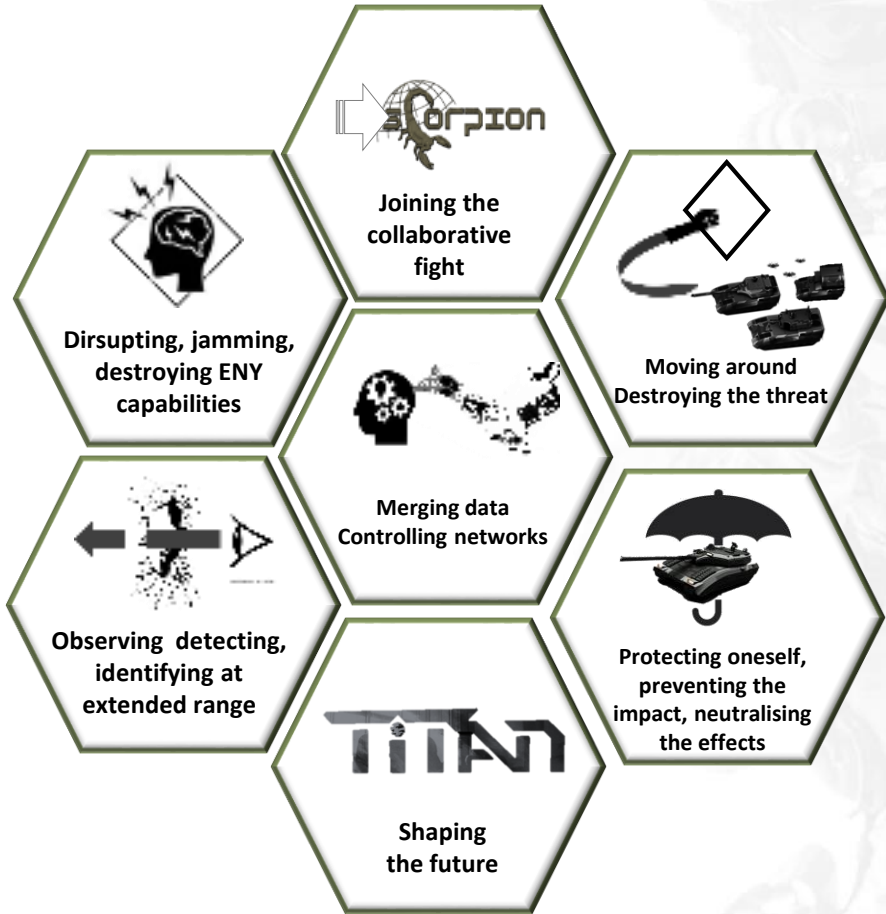 scorpion
Joining the
collaborative
fight
Dirsupting, jamming,
destroying ENY
capabilities
Moving around
Destroying the threat
Merging data
Controlling networks
Observing detecting,
identifying at
extended range
Protecting oneself,
preventing the
impact, neutralising
the effects
TiTAN
Shaping
the future